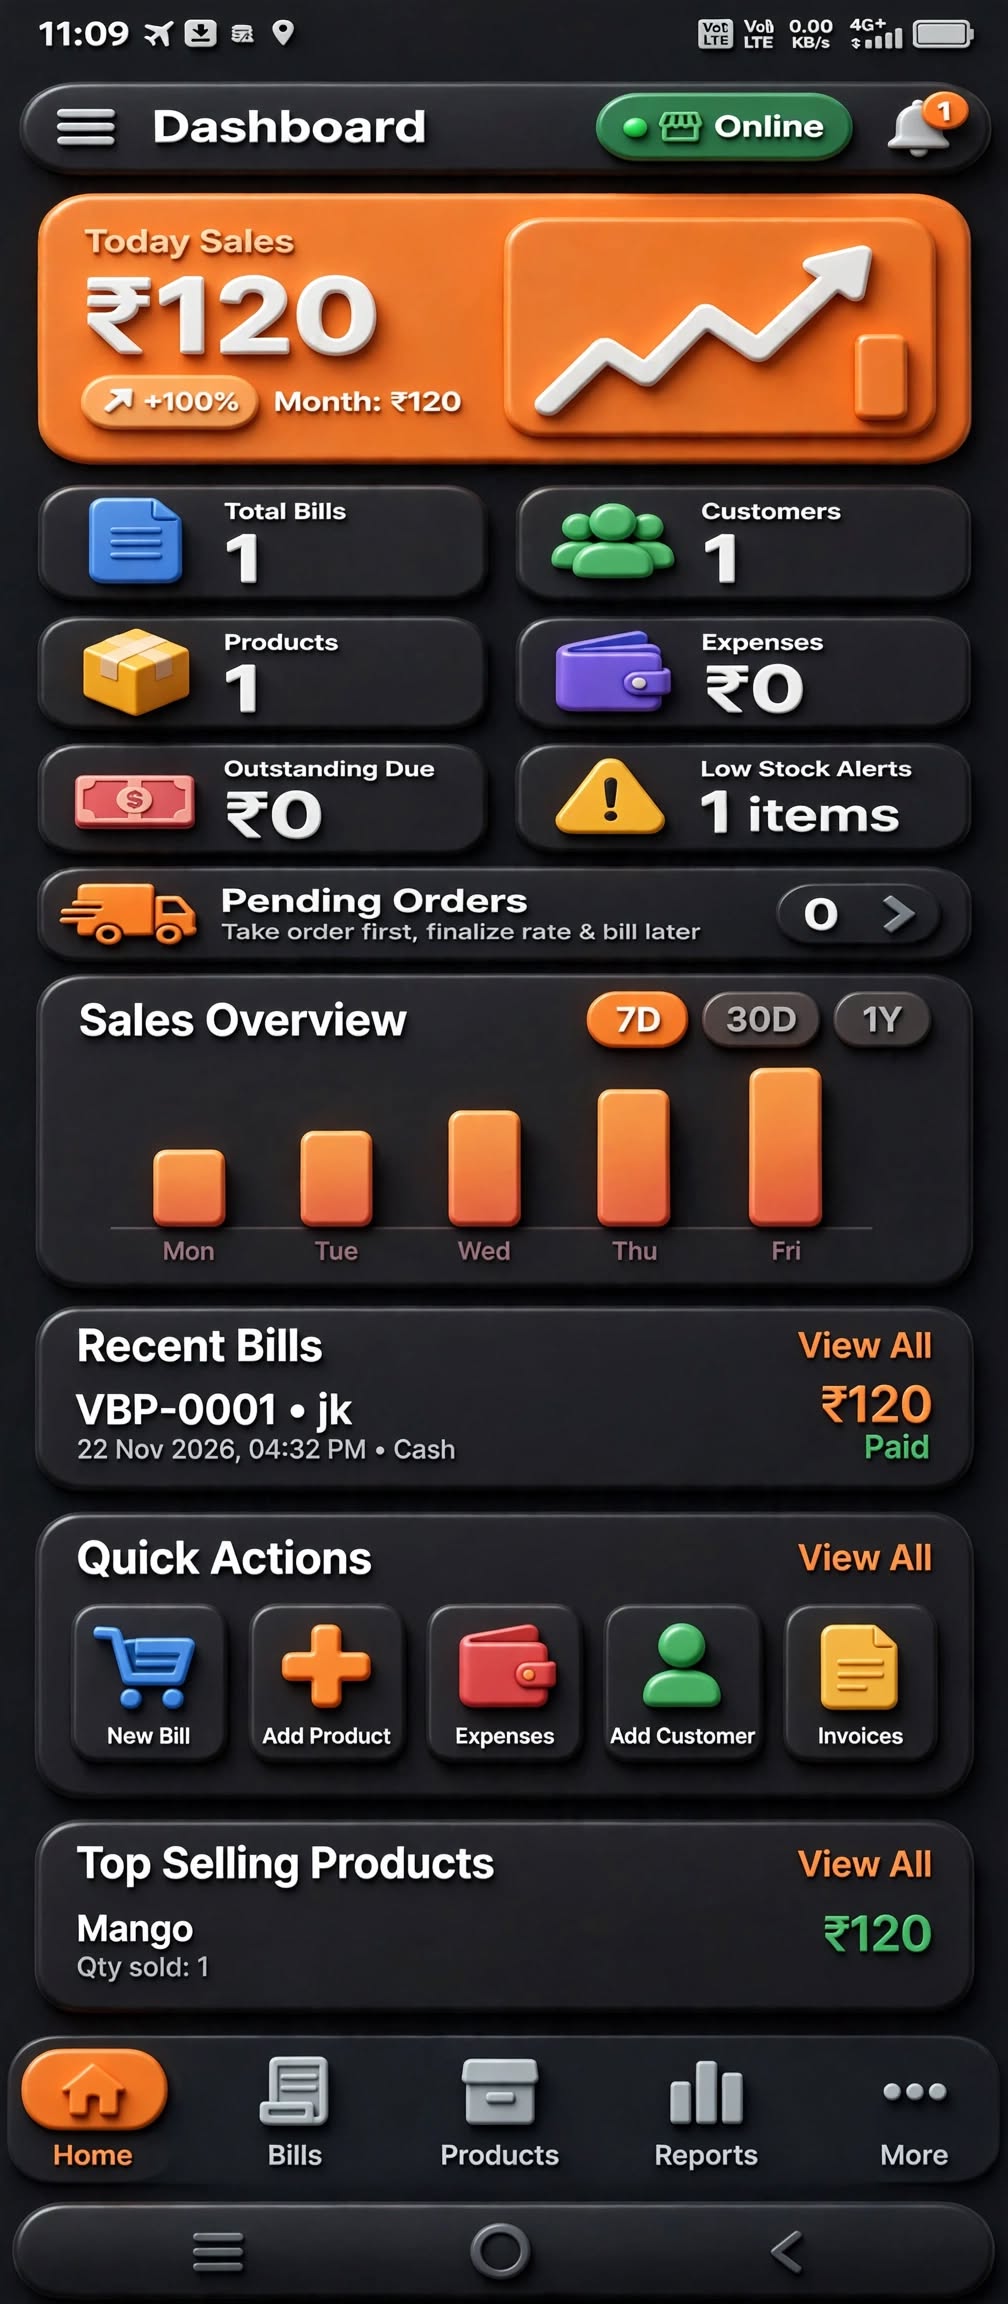 11:09
Vo LTE
Vo LTE
0.00 KB/s
4G+
Dashboard
Online
1
Today Sales
₹120
+100%
Month: ₹120
Total Bills
1
Customers
1
Products
1
Expenses
₹0
Outstanding Due
₹0
$
Low Stock Alerts
1 items
Pending Orders
Take order first, finalize rate & bill later
0
Sales Overview
7D
30D
1Y
Mon
Tue
Wed
Thu
Fri
Recent Bills
View All
VBP-0001 • jk
₹120
22 Nov 2026, 04:32 PM • Cash
Paid
Quick Actions
View All
New Bill
Add Product
Expenses
Add Customer
Invoices
Top Selling Products
View All
Mango
₹120
Qty sold: 1
Home
Bills
Products
Reports
More